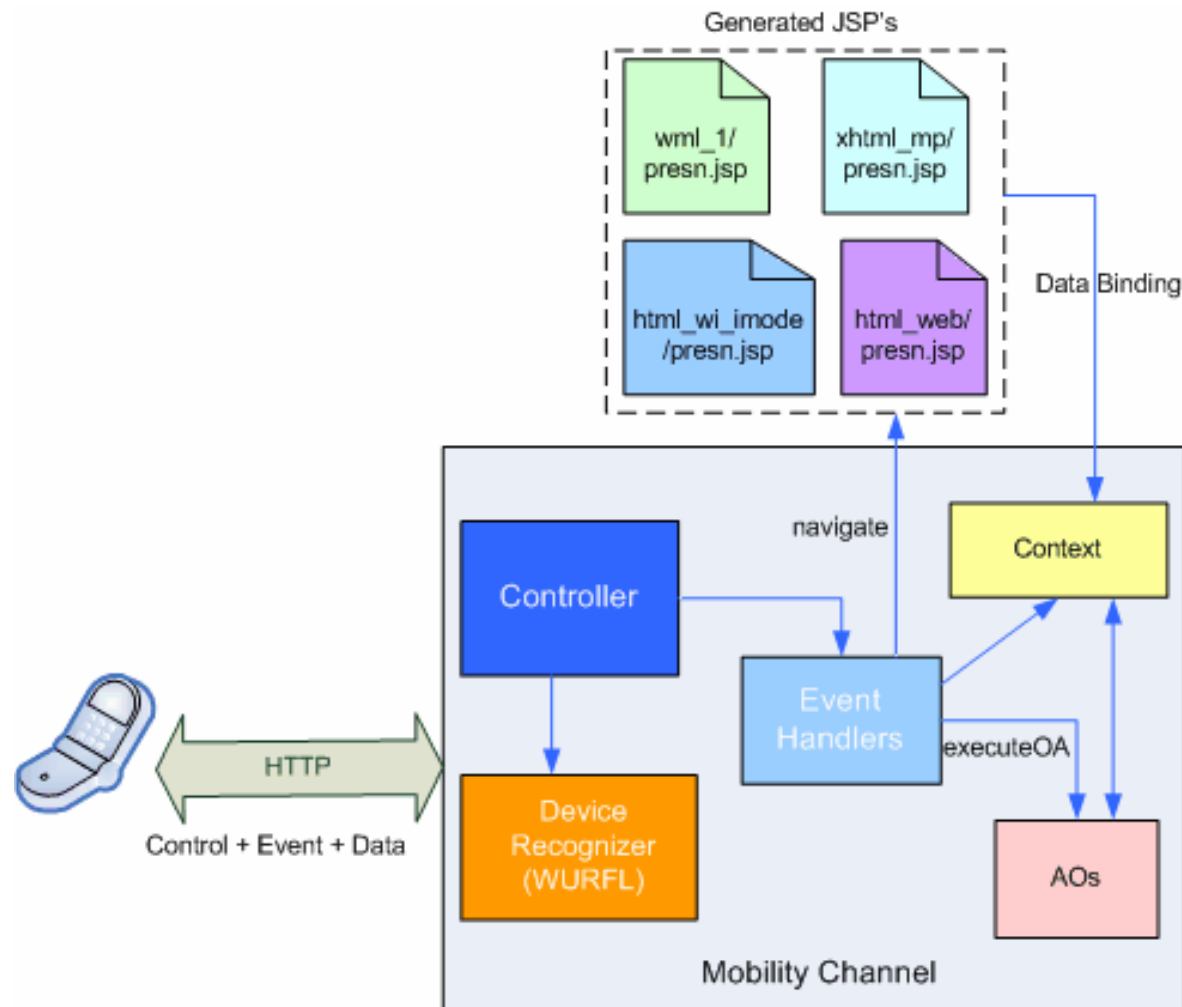 Generated JSP's
wml_1/
presn.jsp
xhtml_mp/
presn.jsp
html_wi_imode
/presn.jsp
html_web/
presn.jsp
Data Binding
navigate
Context
Controller
Event
Handlers
executeOA
HTTP
Control + Event + Data
Device
Recognizer
(WURFL)
AOs
Mobility Channel